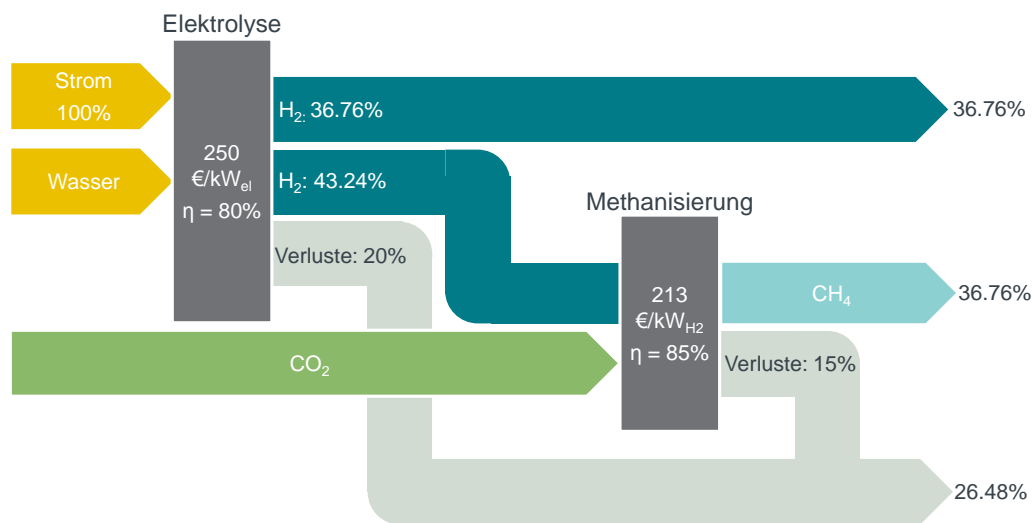 Elektrolyse
Strom
100%
H₂: 36.76%
36.76%
250
€/kWel
η = 80%
Wasser
H₂: 43.24%
Methanisierung
Verluste: 20%
213
€/kWH2
η = 85%
CH₄
36.76%
CO₂
Verluste: 15%
26.48%